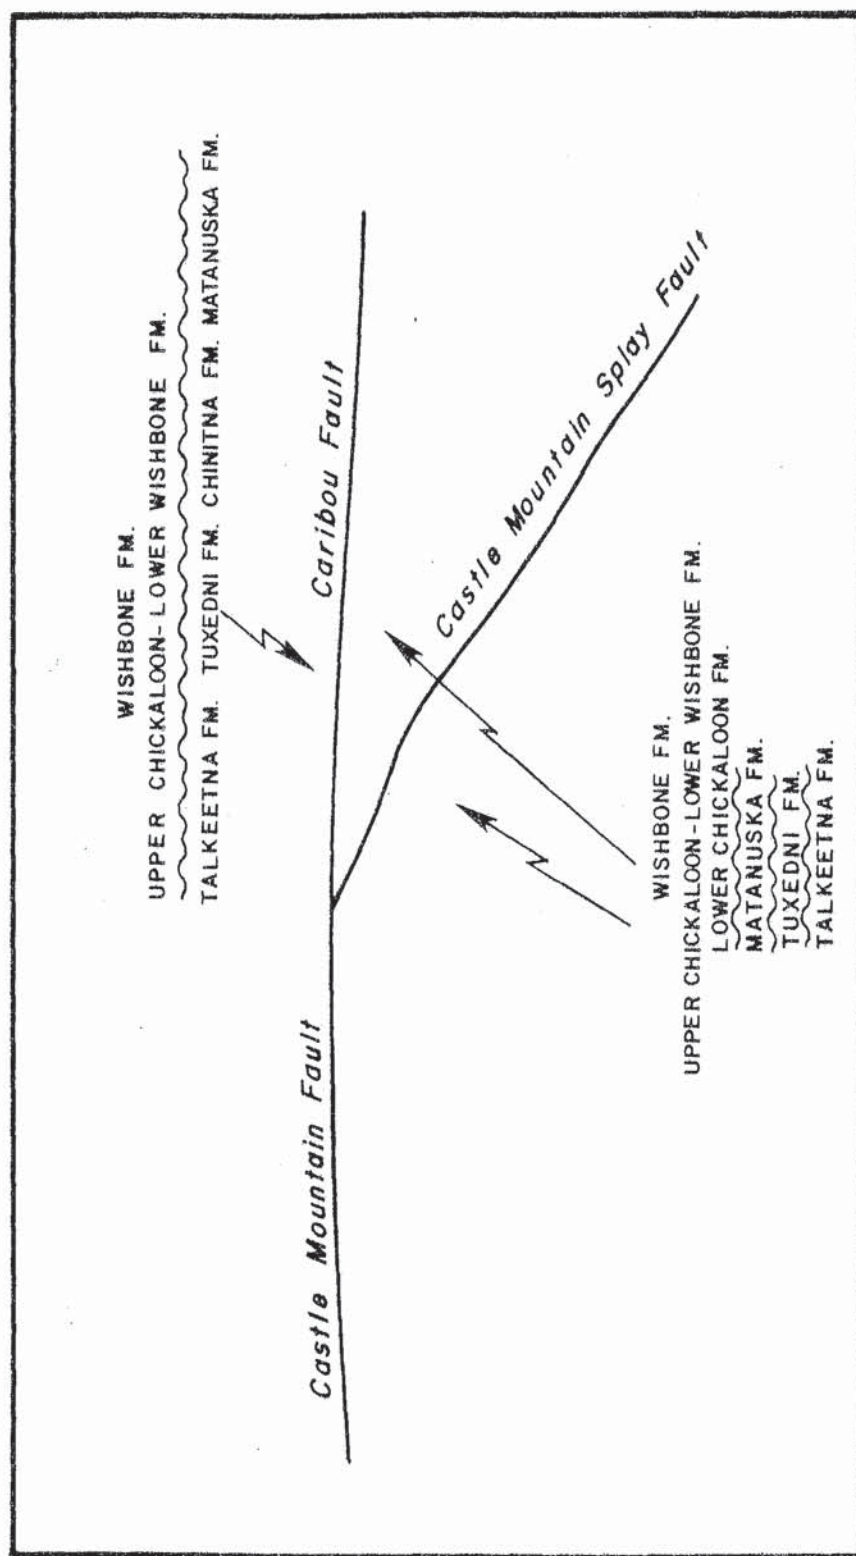 WISHBONE FM.
UPPER CHICKALOON-LOWER WISHBONE FM.
TALKEETNA FM. TUXEDNI FM. CHINITNA FM. MATANUSKA FM.
Castle Mountain Fault
Caribou Fault
Castle Mountain Splay Fault
WISHBONE FM.
UPPER CHICKALOON-LOWER WISHBONE FM.
LOWER CHICKALOON FM.
MATANUSKA FM.
TUXEDNI FM.
TALKEETNA FM.